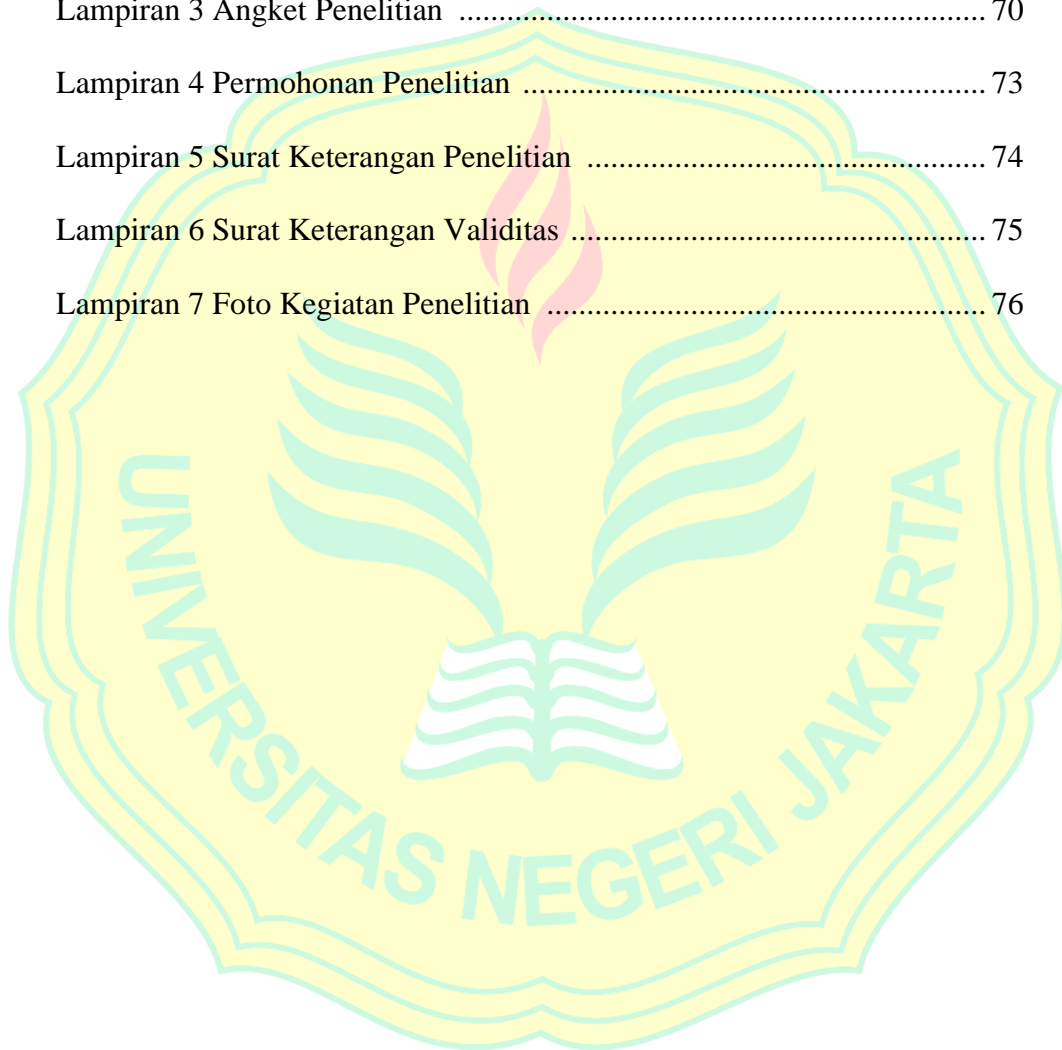 Lampiran 3 Angket Penelitian ................................................................. 70
Lampiran 4 Permohonan Penelitian ......................................................... 73
Lampiran 5 Surat Keterangan Penelitian ................................................. 74
Lampiran 6 Surat Keterangan Validitas ................................................... 75
Lampiran 7 Foto Kegiatan Penelitian ...................................................... 76
UNIVERSITAS NEGERI JAKARTA